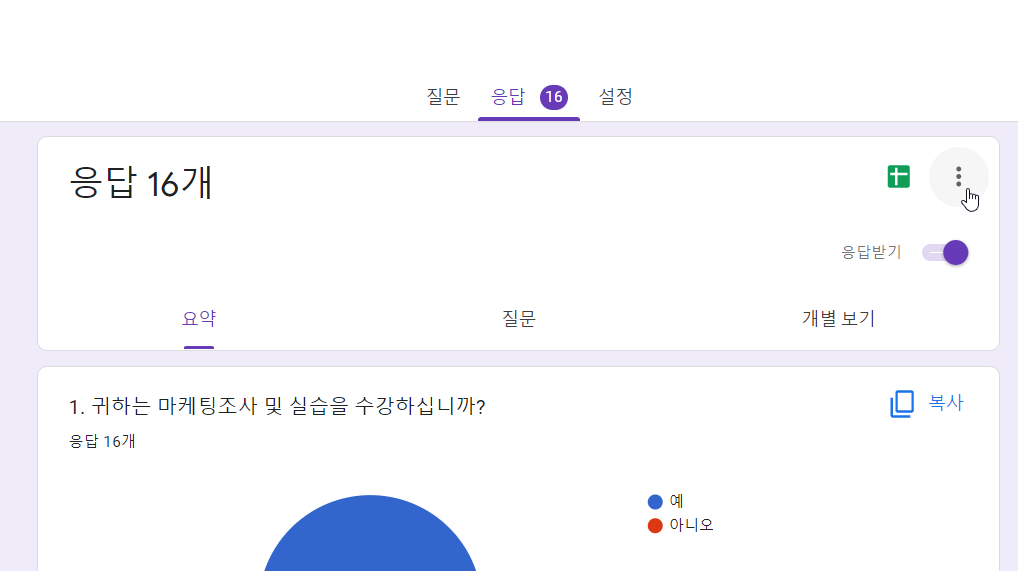 질문 응답 16 설정
응답 16개
응답받기
요약 질문 개별 보기
1. 귀하는 마케팅조사 및 실습을 수강하십니까?
복사
응답 16개
예
아니오